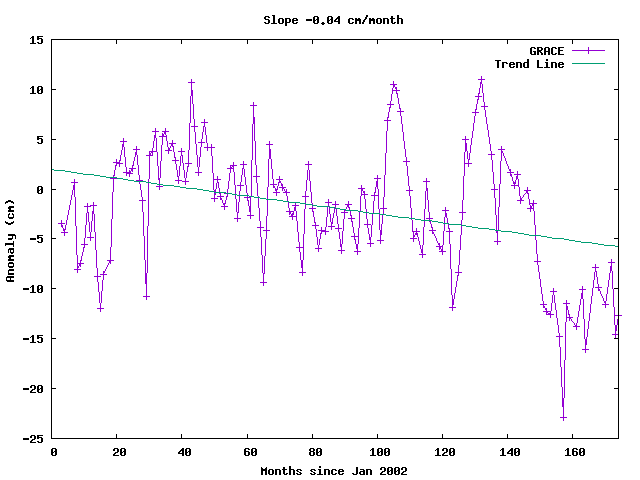 Slope -0.04 cm/month
15
GRACE
Trend Line
10
5
0
-5
-10
-15
-20
-25
Anomaly (cm)
0 20 40 60 80 100 120 140 160
Months since Jan 2002